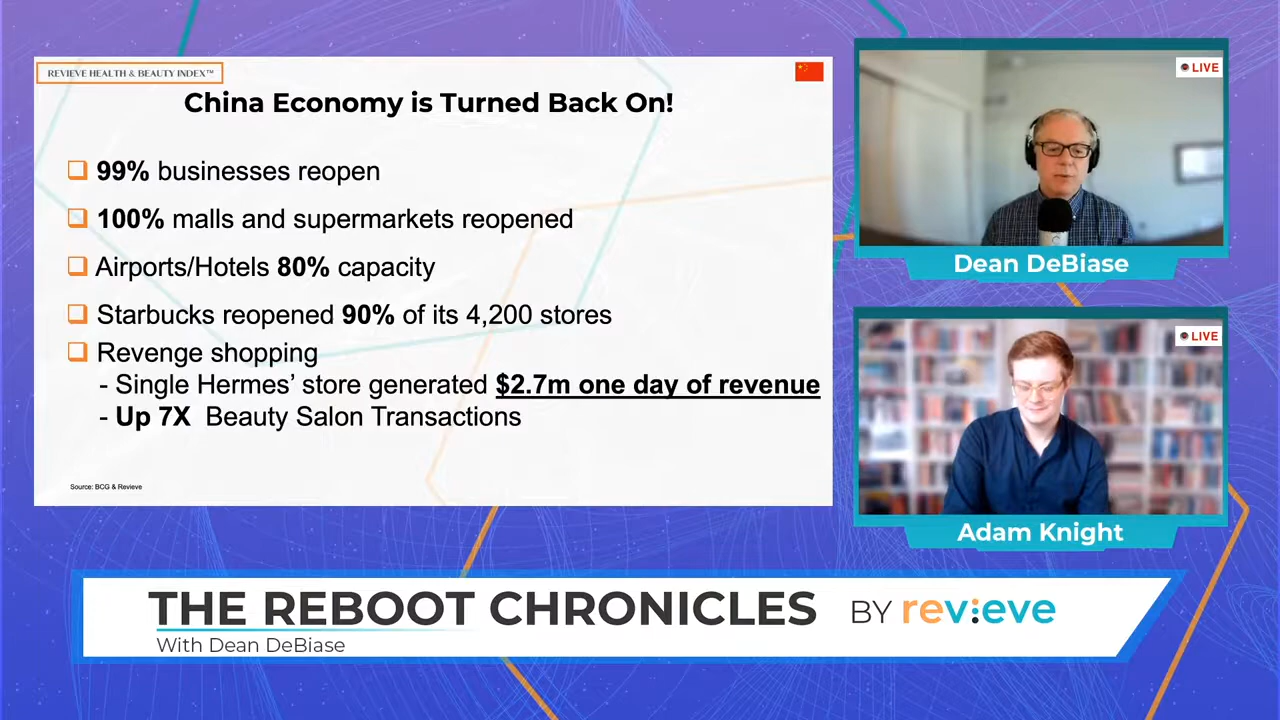 REVIEVE HEALTH & BEAUTY INDEX™
China Economy is Turned Back On!
99% businesses reopen
100% malls and supermarkets reopened
Airports/Hotels 80% capacity
Starbucks reopened 90% of its 4,200 stores
Revenge shopping
- Single Hermes’ store generated $2.7m one day of revenue
- Up 7X Beauty Salon Transactions
Source: BCG & Revieve
LIVE
Dean DeBiase
LIVE
Adam Knight
THE REBOOT CHRONICLES BY revieve
With Dean DeBiase